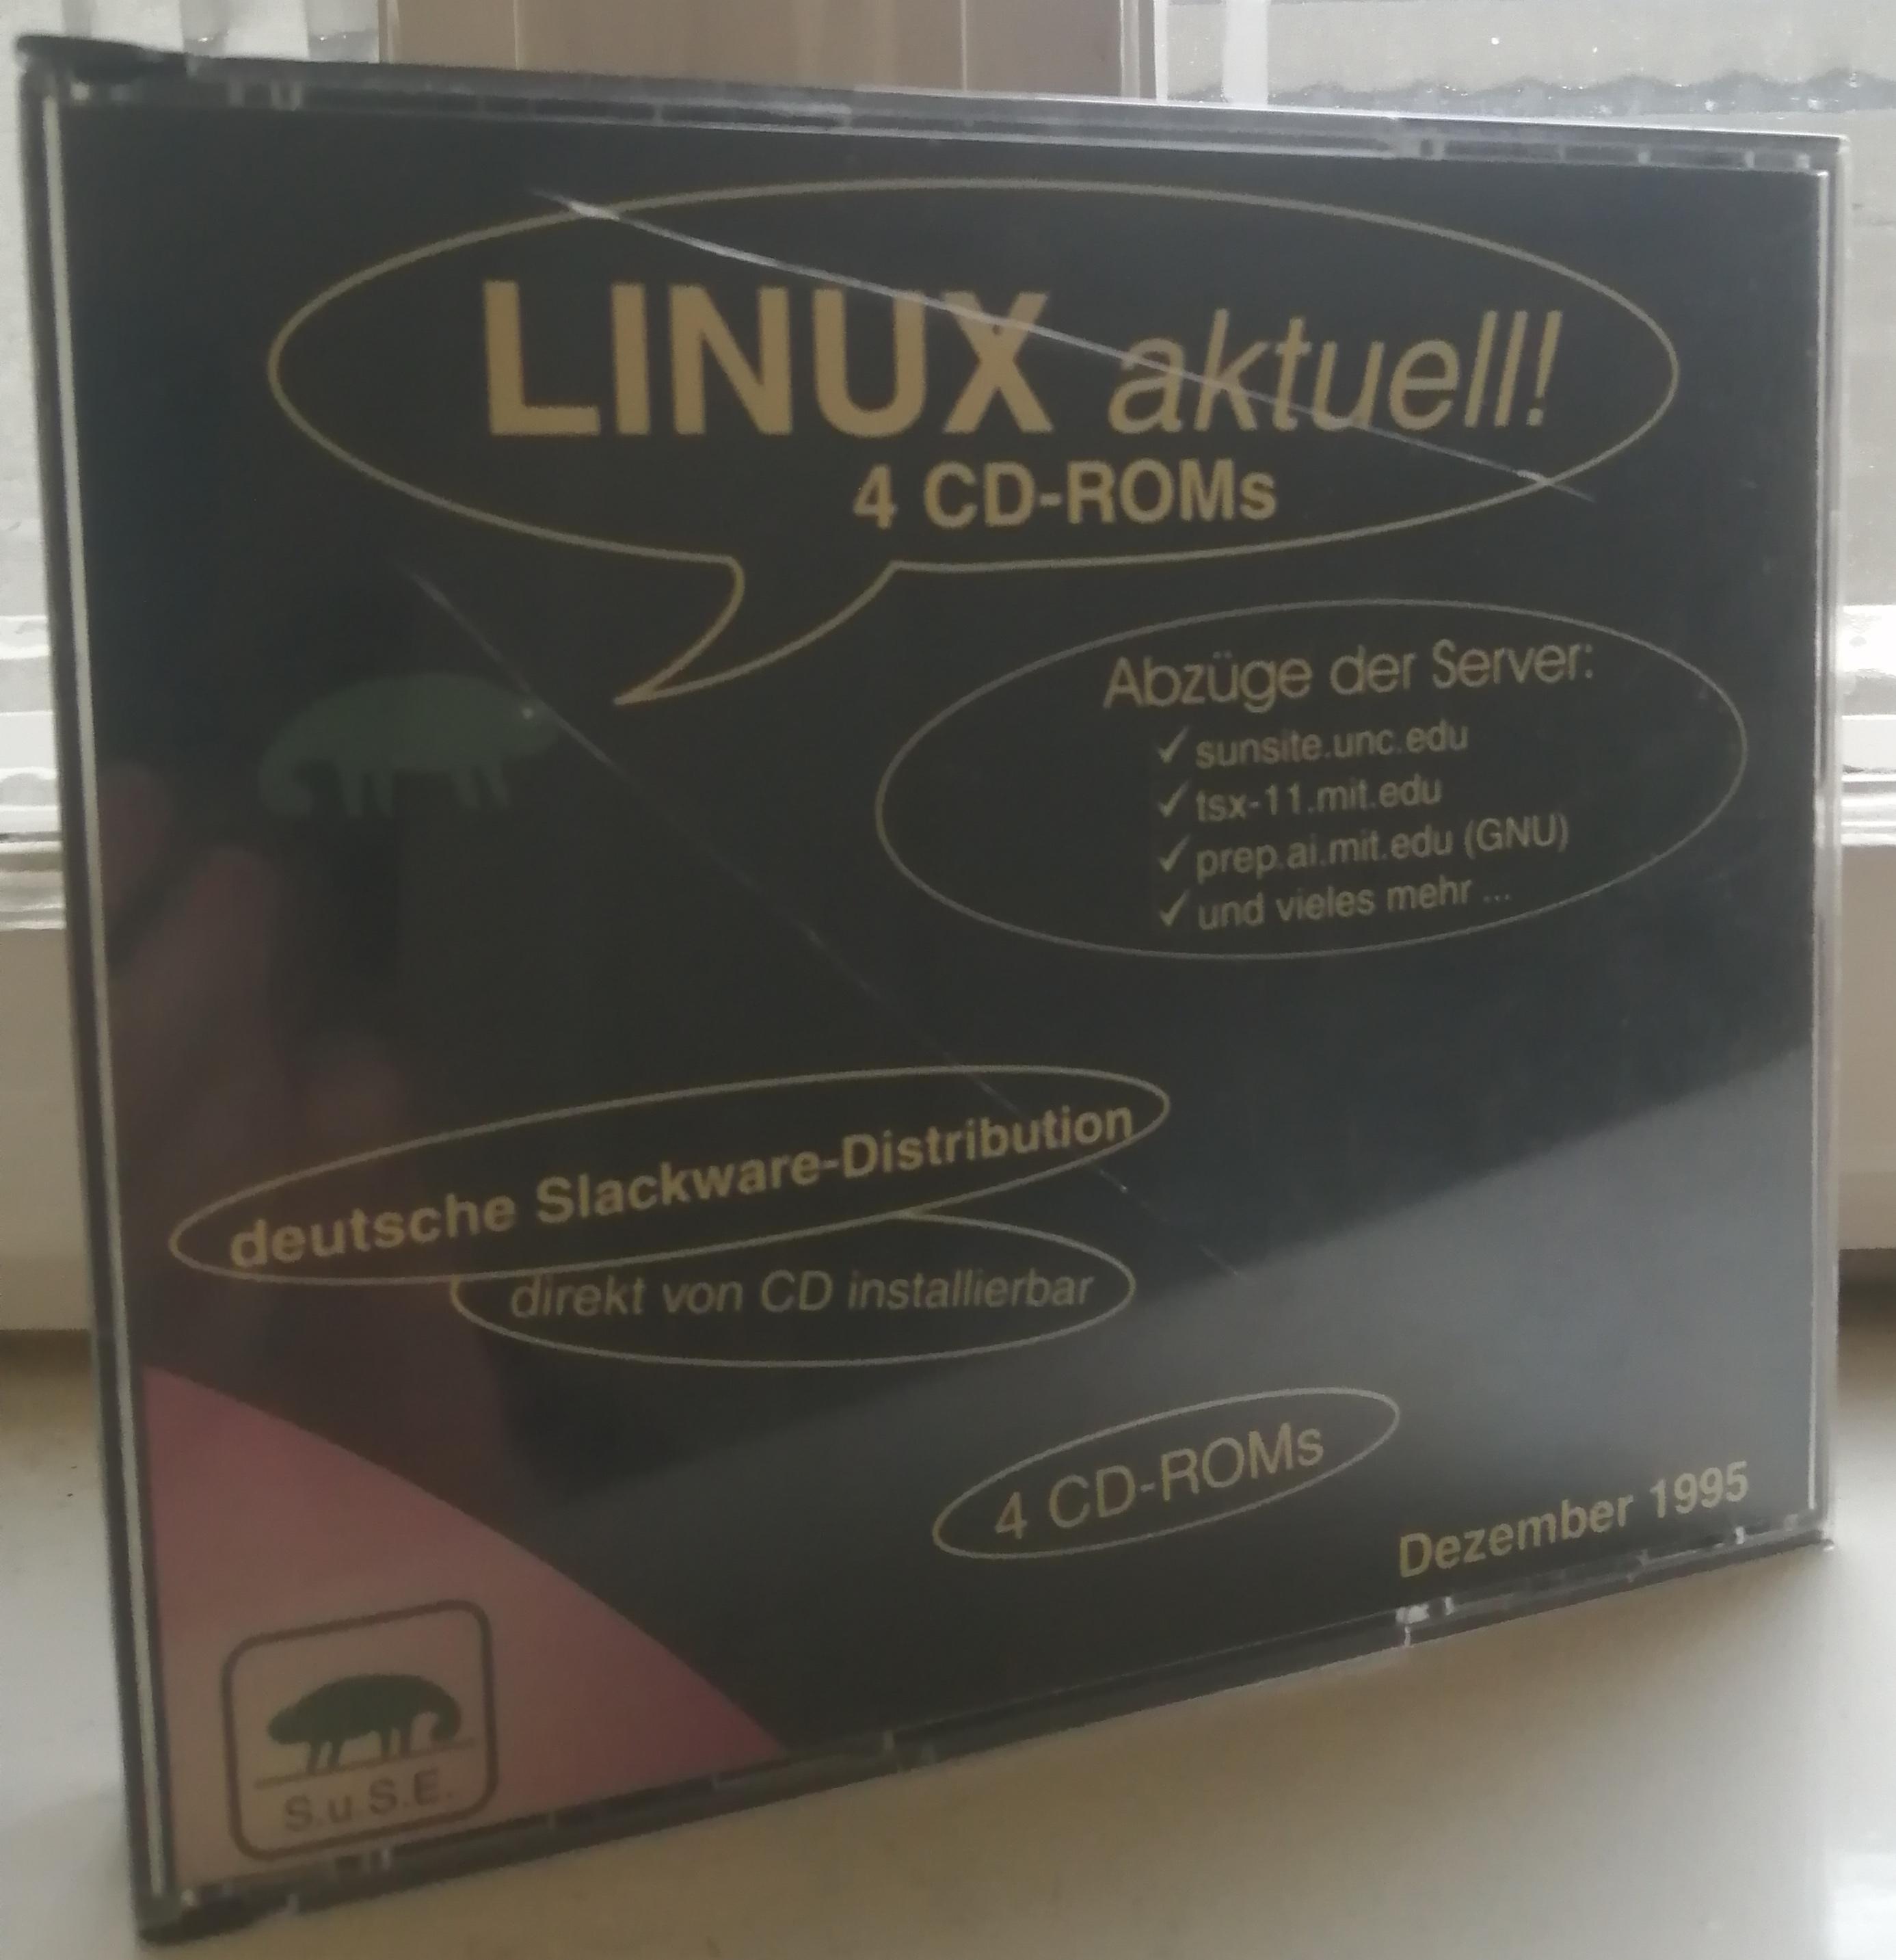 LINUX aktuell!
4 CD-ROMs
Abzüge der Server:
✓ sunsite.unc.edu
✓ tsx-11.mit.edu
✓ prep.ai.mit.edu (GNU)
✓ und vieles mehr ...
deutsche Slackware-Distribution
direkt von CD installierbar
4 CD-ROMs
Dezember 1995
S.u.S.E.